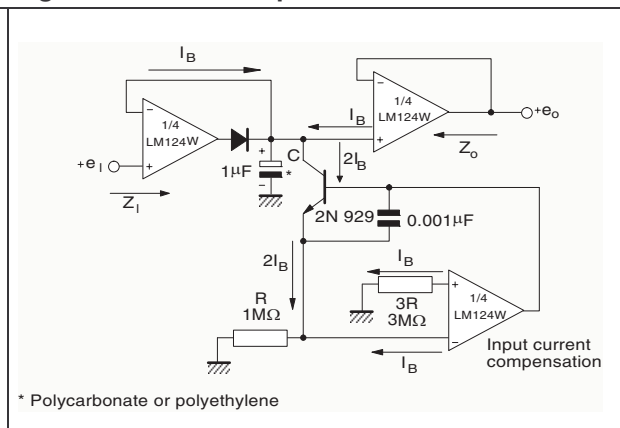 I_B
1/4
LM124W
+e_I
Z_I
+
1μF
*
−
C
I_B
2I_B
1/4
LM124W
+e_o
Z_o
2N 929
0.001μF
2I_B
R
1MΩ
I_B
3R
3MΩ
1/4
LM124W
I_B
Input current
compensation
* Polycarbonate or polyethylene